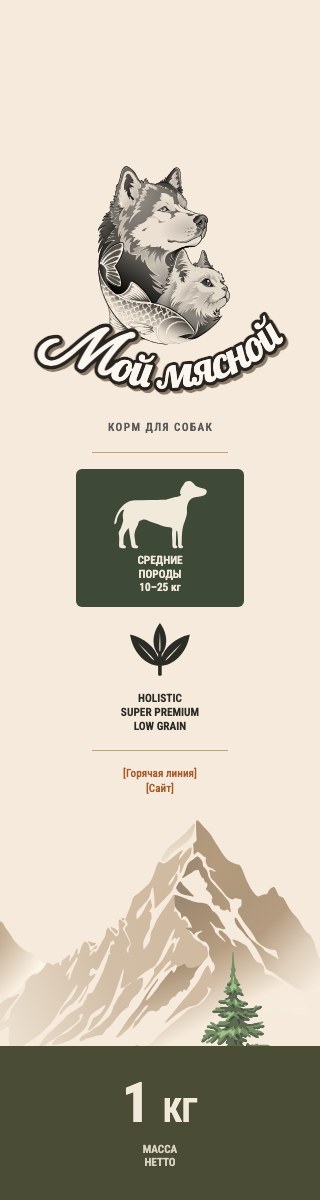 Мой мясной
КОРМ ДЛЯ СОБАК
СРЕДНИЕ
ПОРОДЫ
10–25 кг
HOLISTIC
SUPER PREMIUM
LOW GRAIN
[Горячая линия]
[Сайт]
1 кг
МАССА
НЕТТО